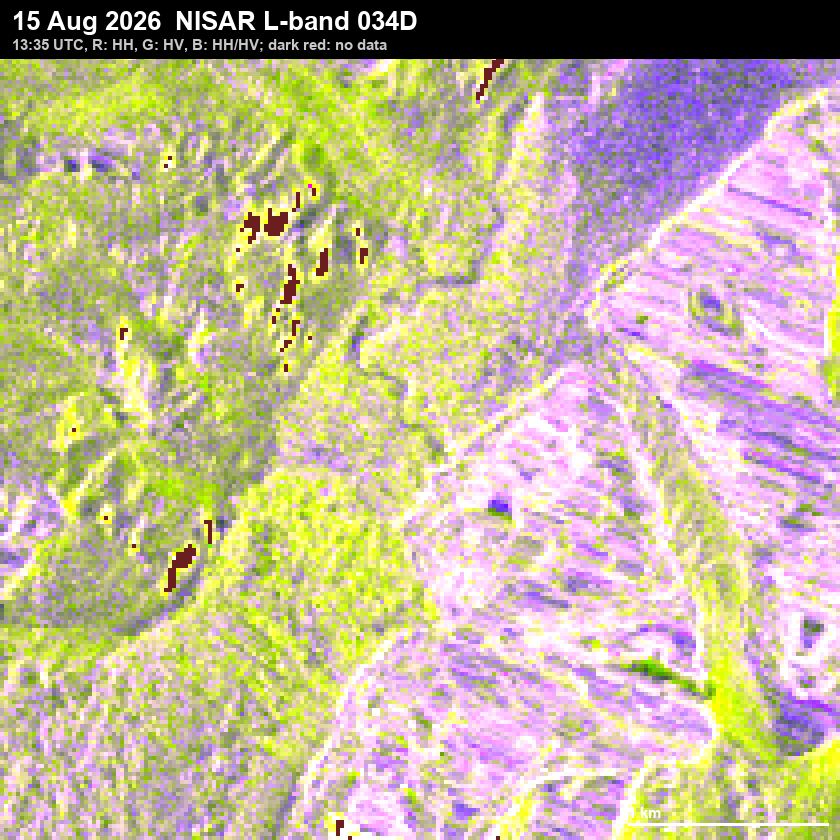 15 Aug 2026 NISAR L-band 034D
13:35 UTC, R: HH, G: HV, B: HH/HV; dark red: no data
km